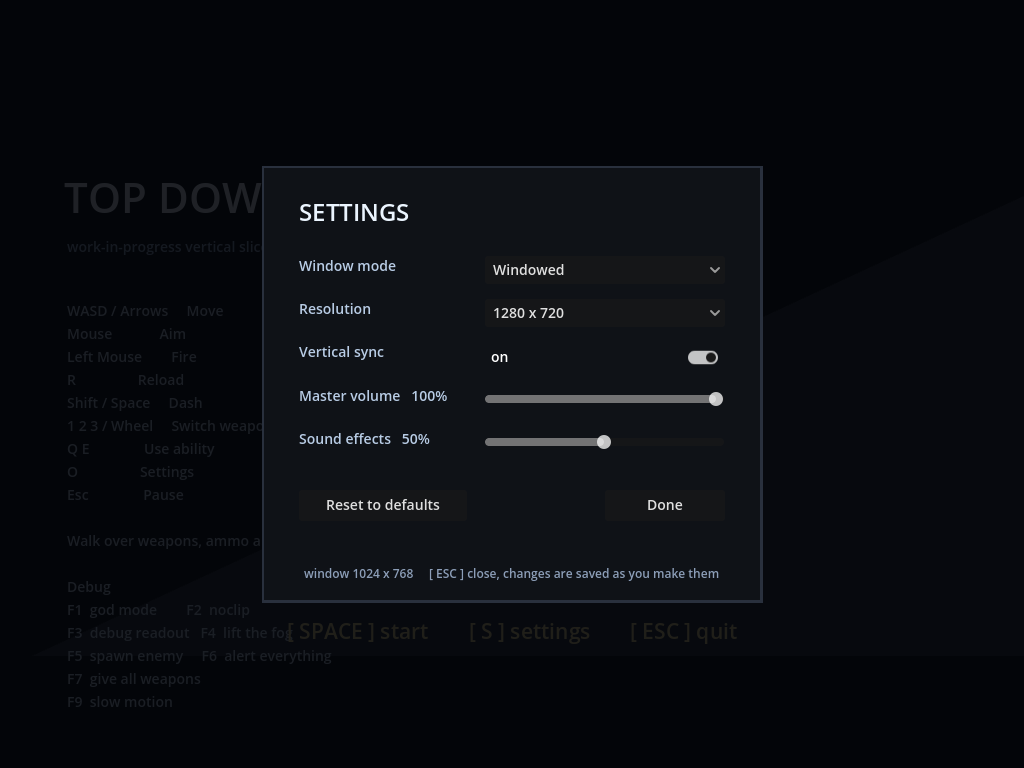 TOP DOW
work-in-progress vertical slic
WASD / Arrows Move
Mouse Aim
Left Mouse Fire
R Reload
Shift / Space Dash
1 2 3 / Wheel Switch weapo
Q E Use ability
O Settings
Esc Pause
Walk over weapons, ammo a
Debug
F1 god mode F2 noclip
F3 debug readout F4 lift the fog
F5 spawn enemy F6 alert everything
F7 give all weapons
F9 slow motion
SETTINGS
Window mode Windowed
Resolution 1280 x 720
Vertical sync on
Master volume 100%
Sound effects 50%
Reset to defaults Done
window 1024 x 768 [ ESC ] close, changes are saved as you make them
[ SPACE ] start [ S ] settings [ ESC ] quit